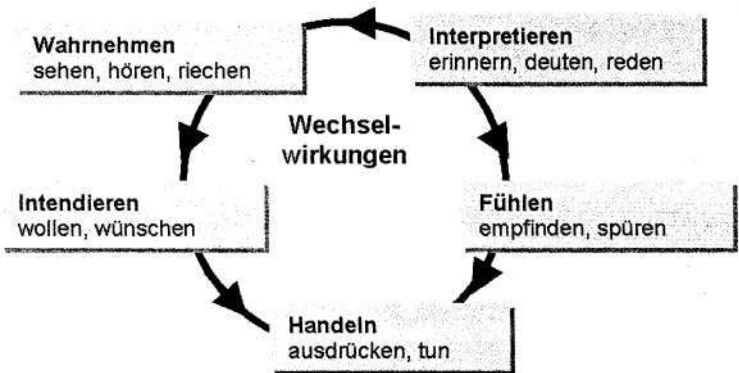 Wahrnehmen
sehen, hören, riechen
Interpretieren
erinnern, deuten, reden
Wechsel-
wirkungen
Intendieren
wollen, wünschen
Fühlen
empfinden, spüren
Handeln
ausdrücken, tun